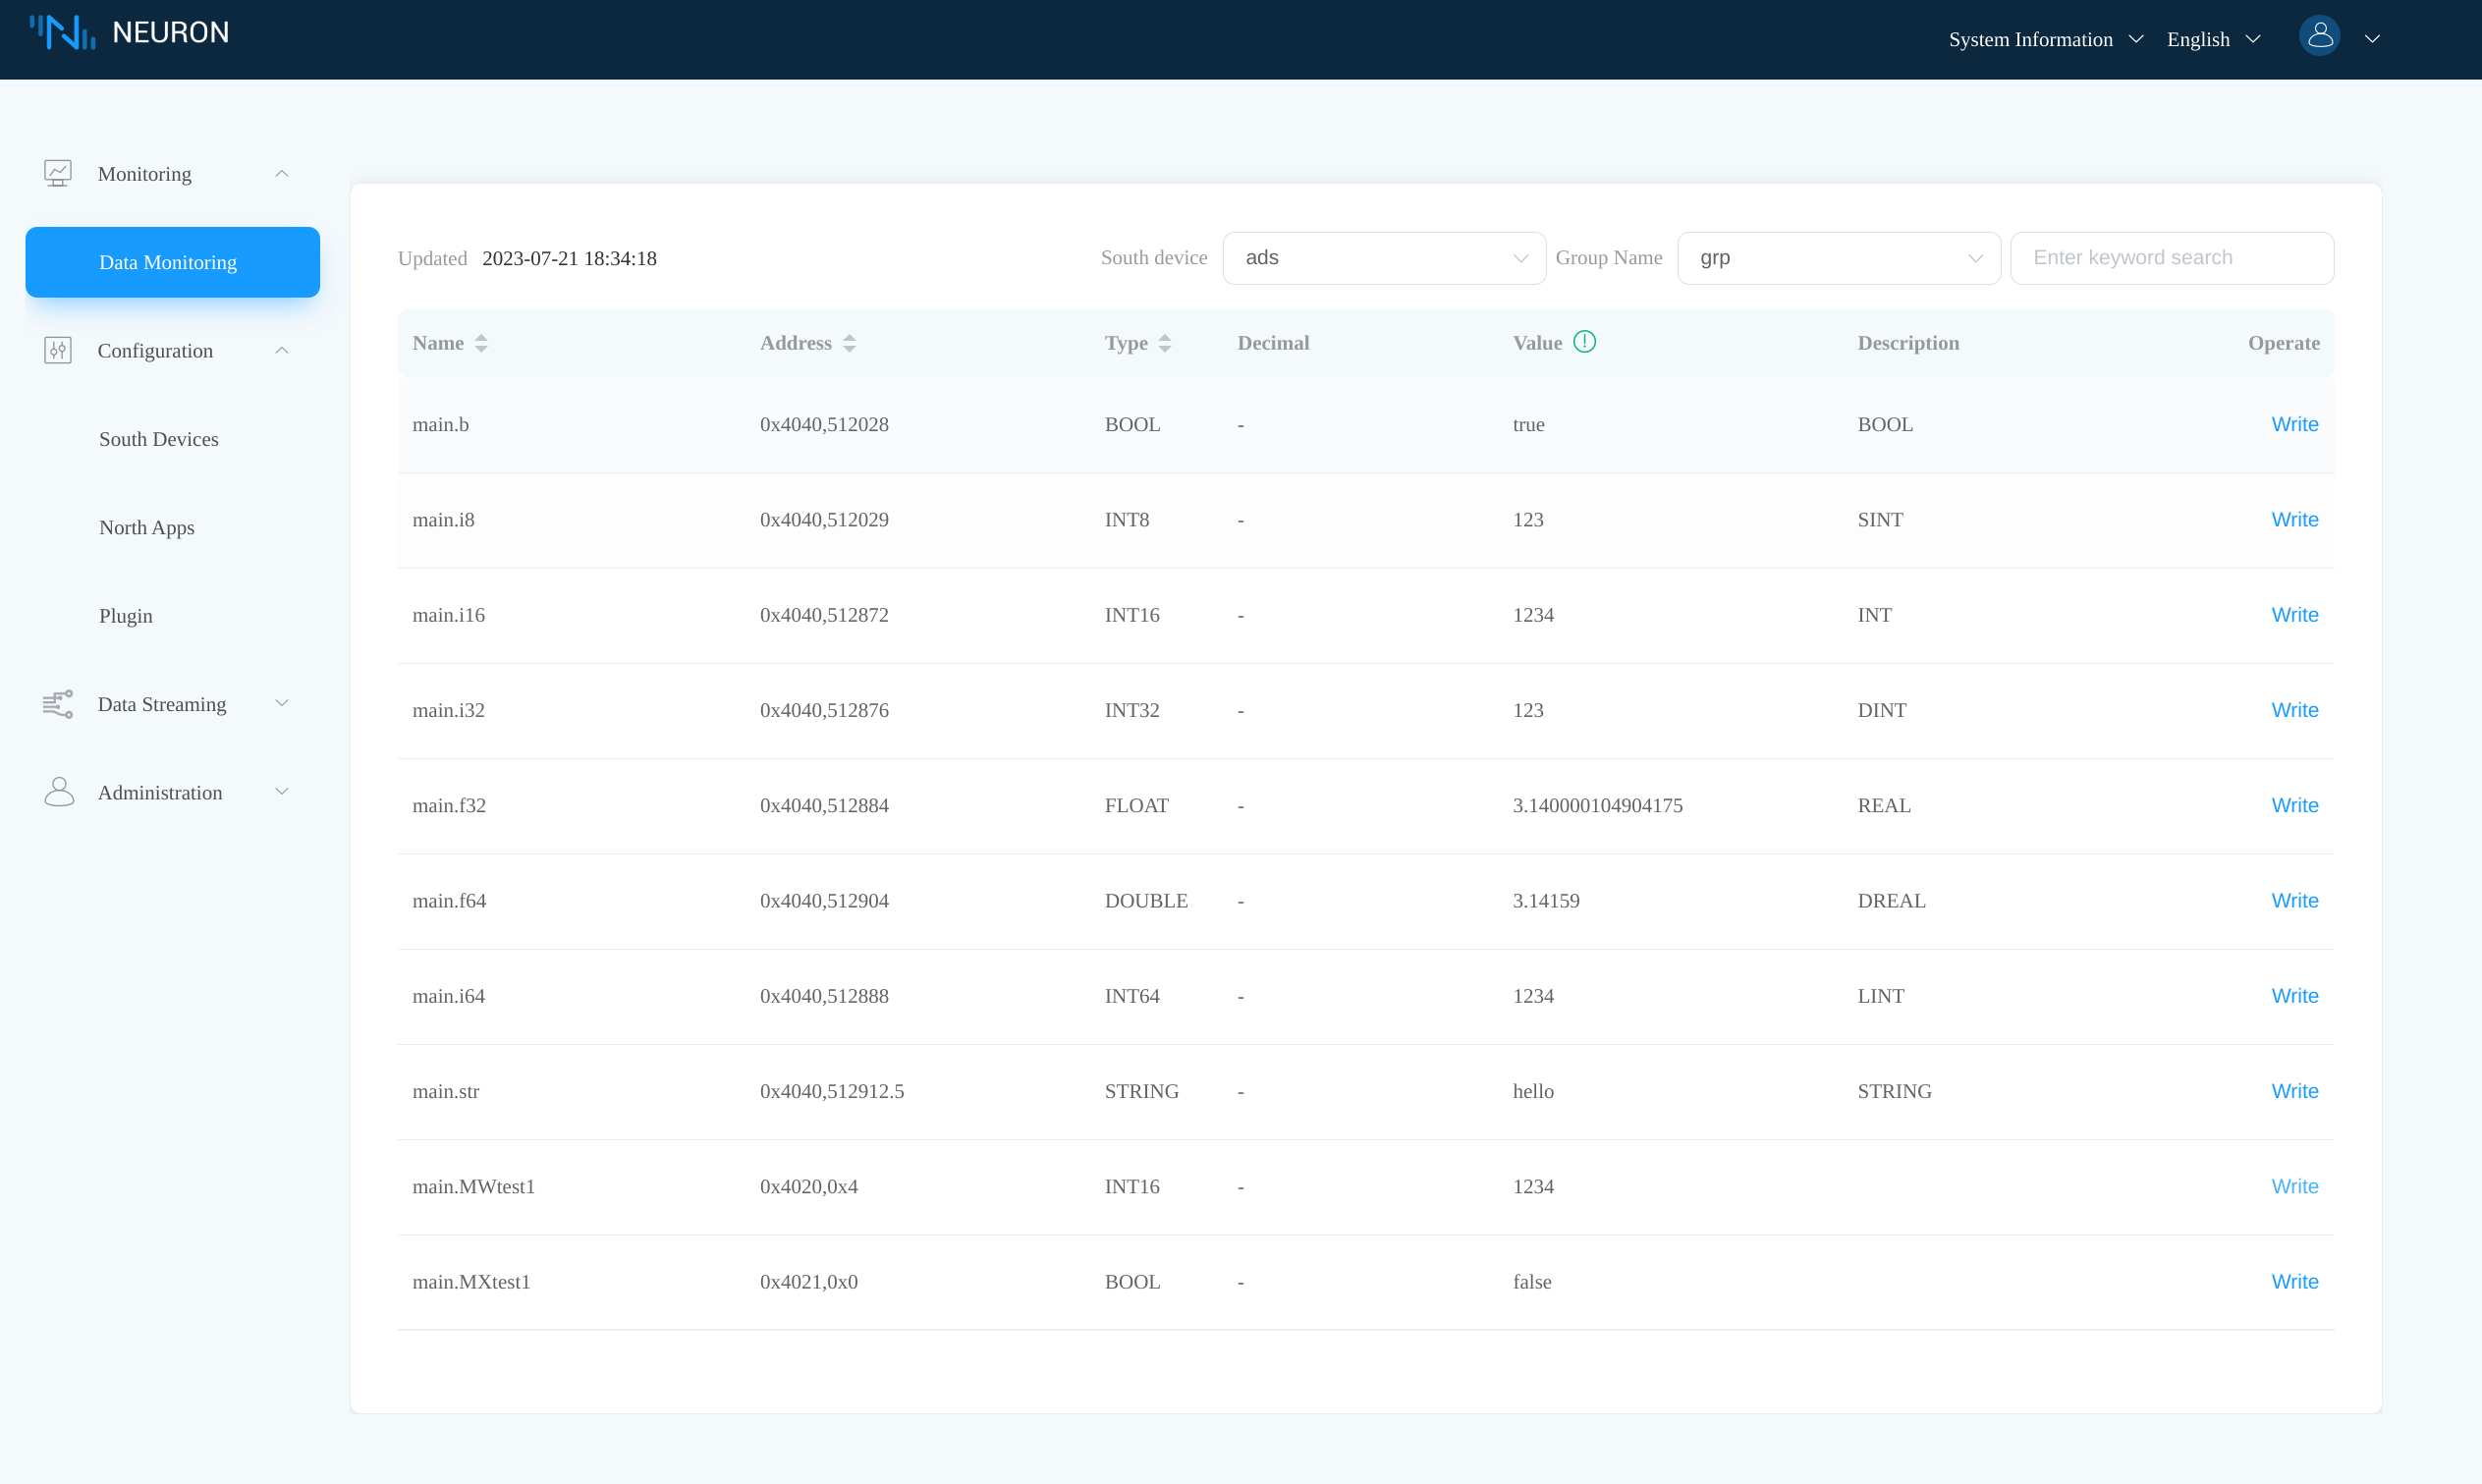 NEURON
System Information English
Monitoring
Data Monitoring
Configuration
South Devices
North Apps
Plugin
Data Streaming
Administration
Updated 2023-07-21 18:34:18 South device ads Group Name grp Enter keyword search
Name Address Type Decimal Value Description Operate
main.b 0x4040,512028 BOOL - true BOOL Write
main.i8 0x4040,512029 INT8 - 123 SINT Write
main.i16 0x4040,512872 INT16 - 1234 INT Write
main.i32 0x4040,512876 INT32 - 123 DINT Write
main.f32 0x4040,512884 FLOAT - 3.140000104904175 REAL Write
main.f64 0x4040,512904 DOUBLE - 3.14159 DREAL Write
main.i64 0x4040,512888 INT64 - 1234 LINT Write
main.str 0x4040,512912.5 STRING - hello STRING Write
main.MWtest1 0x4020,0x4 INT16 - 1234 Write
main.MXtest1 0x4021,0x0 BOOL - false Write